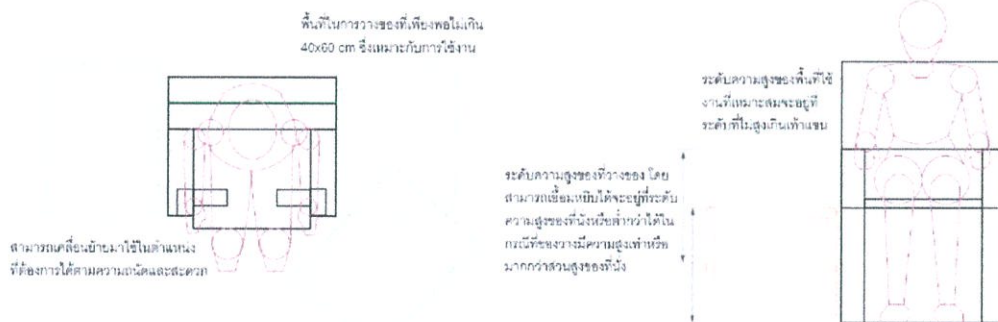 พื้นที่ในการวางของที่เพียงพอไม่เกิน
40x60 cm ซึ่งเหมาะกับการใช้งาน
ระดับความสูงของพื้นที่ใช้
งานที่เหมาะสมจะอยู่ที่
ระดับที่ไม่สูงเกินเท้าแขน
ระดับความสูงของที่วางของ โดย
สามารถเอื้อมหยิบได้จะอยู่ที่ระดับ
ความสูงของที่นั่งหรือต่ำกว่าได้ใน
กรณีที่ของวางมีความสูงเท่าหรือ
มากกว่าส่วนสูงของที่นั่ง
สามารถเคลื่อนย้ายมาใช้ในตำแหน่ง
ที่ต้องการได้ตามความถนัดและสะดวก